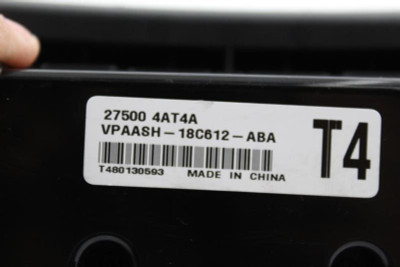 27500 4AT4A
VPAASH-18C612-ABA
T4
T480130593 MADE IN CHINA